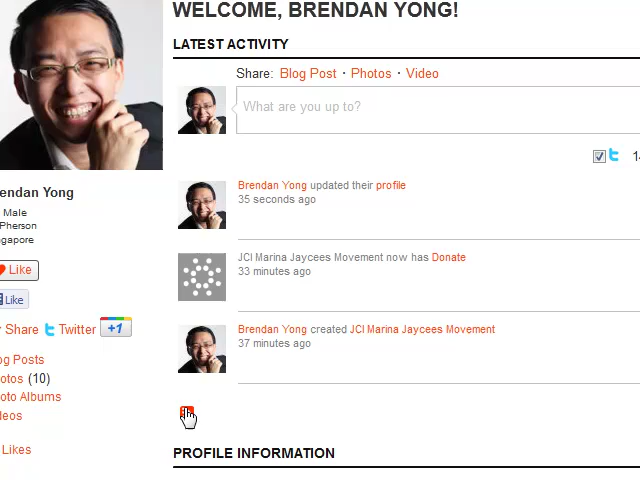 WELCOME, BRENDAN YONG!
LATEST ACTIVITY
Share: Blog Post · Photos · Video
What are you up to?
Brendan Yong updated their profile
35 seconds ago
JCI Marina Jaycees Movement now has Donate
33 minutes ago
Brendan Yong created JCI Marina Jaycees Movement
37 minutes ago
PROFILE INFORMATION
endan Yong
Male
Pherson
gapore
Like
Like
Share Twitter +1
og Posts
otos (10)
oto Albums
deos
Likes